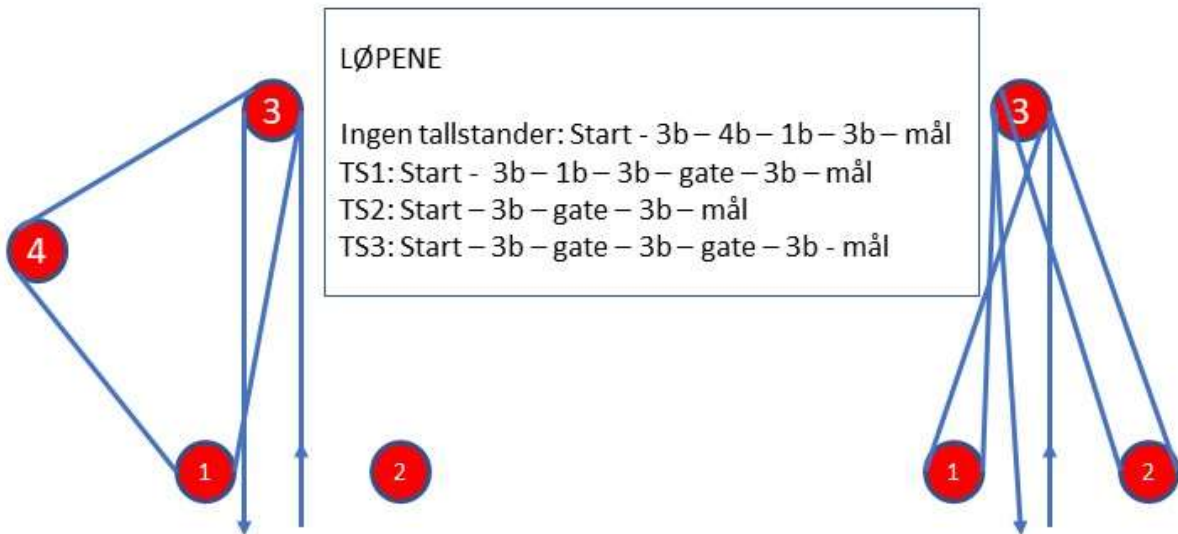 LØPENE
Ingen tallstander: Start - 3b – 4b – 1b – 3b – mål
TS1: Start - 3b – 1b – 3b – gate – 3b – mål
TS2: Start – 3b – gate – 3b – mål
TS3: Start – 3b – gate – 3b – gate – 3b - mål
3
4
1
2
3
1
2